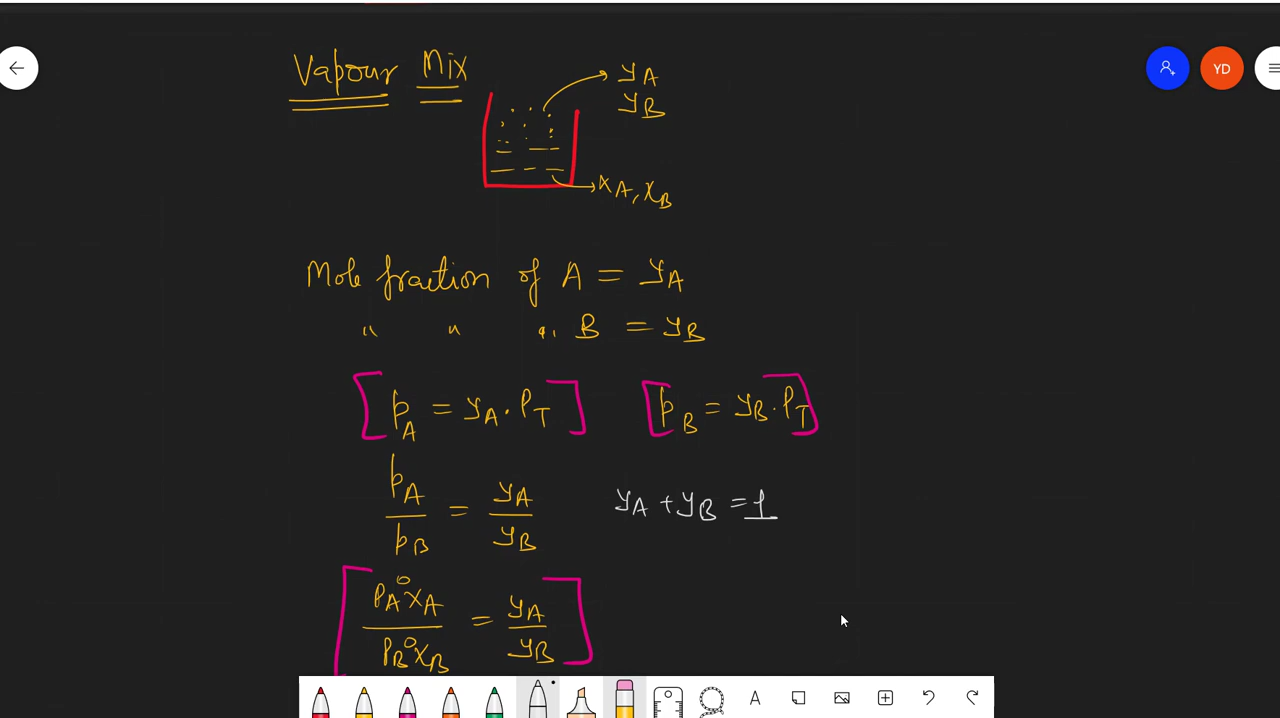 Vapour Mix
yA
yB
xA, xB
YD
Mole fraction of A = yA
" " " B = yB
[pA = yA · PT] [pB = yB · PT]
pA/pB = yA/yB yA + yB = 1
[PA°xA/PB°xB = yA/yB]
A